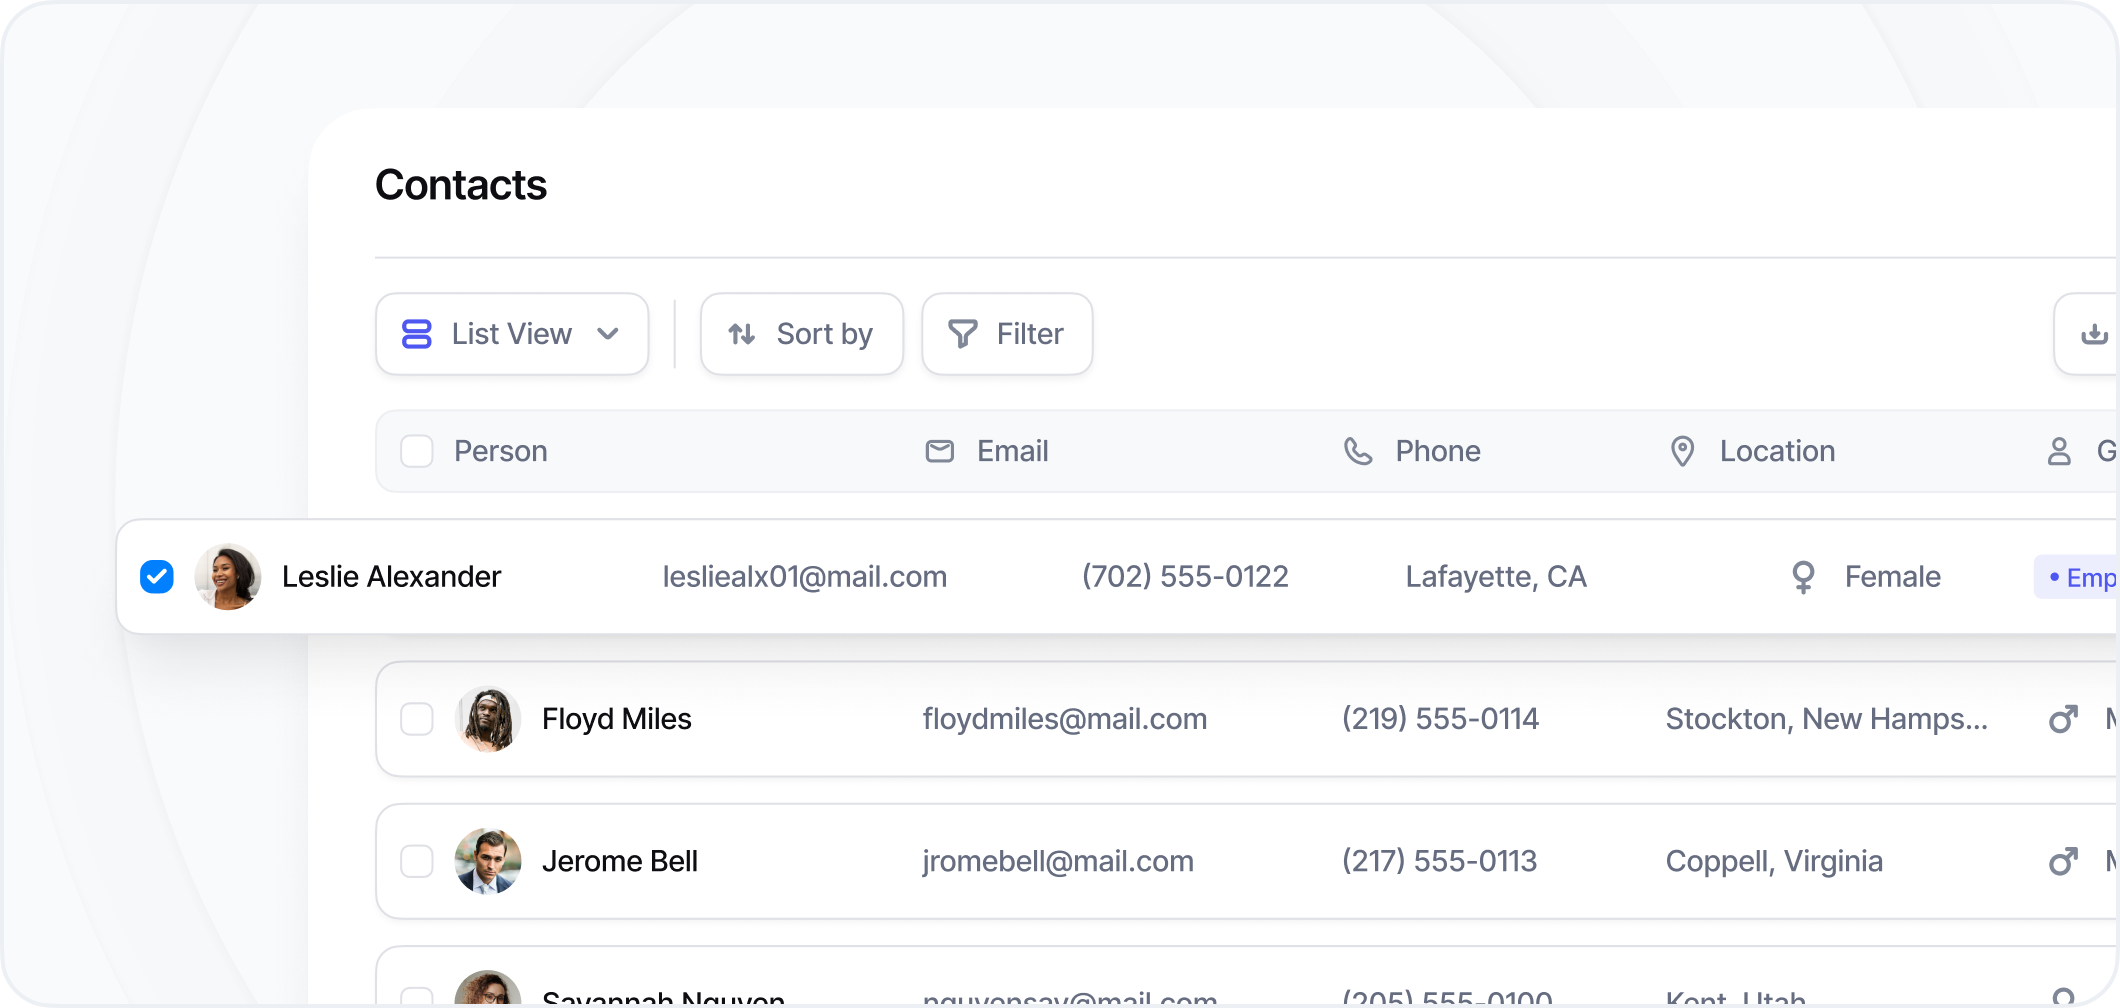 Contacts
List View Sort by Filter
Person Email Phone Location G
Leslie Alexander lesliealx01@mail.com (702) 555-0122 Lafayette, CA Female • Emp
Floyd Miles floydmiles@mail.com (219) 555-0114 Stockton, New Hamps...
Jerome Bell jromebell@mail.com (217) 555-0113 Coppell, Virginia
Savannah Nguyen nguyensav@mail.com (205) 555-0100 Kent, Utah